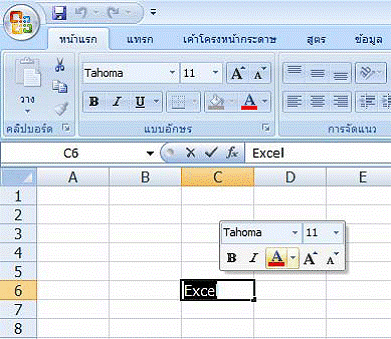 หน้าแรก แทรก เค้าโครงหน้ากระดาษ สูตร ข้อมูล
Tahoma 11 A A
วาง B I U A
คลิปบอร์ด แบบอักษร การจัดแนว
C6 fx Excel
A B C D E
1
2
3 Tahoma 11
4 B I A A A
5
6 Excel
7
8